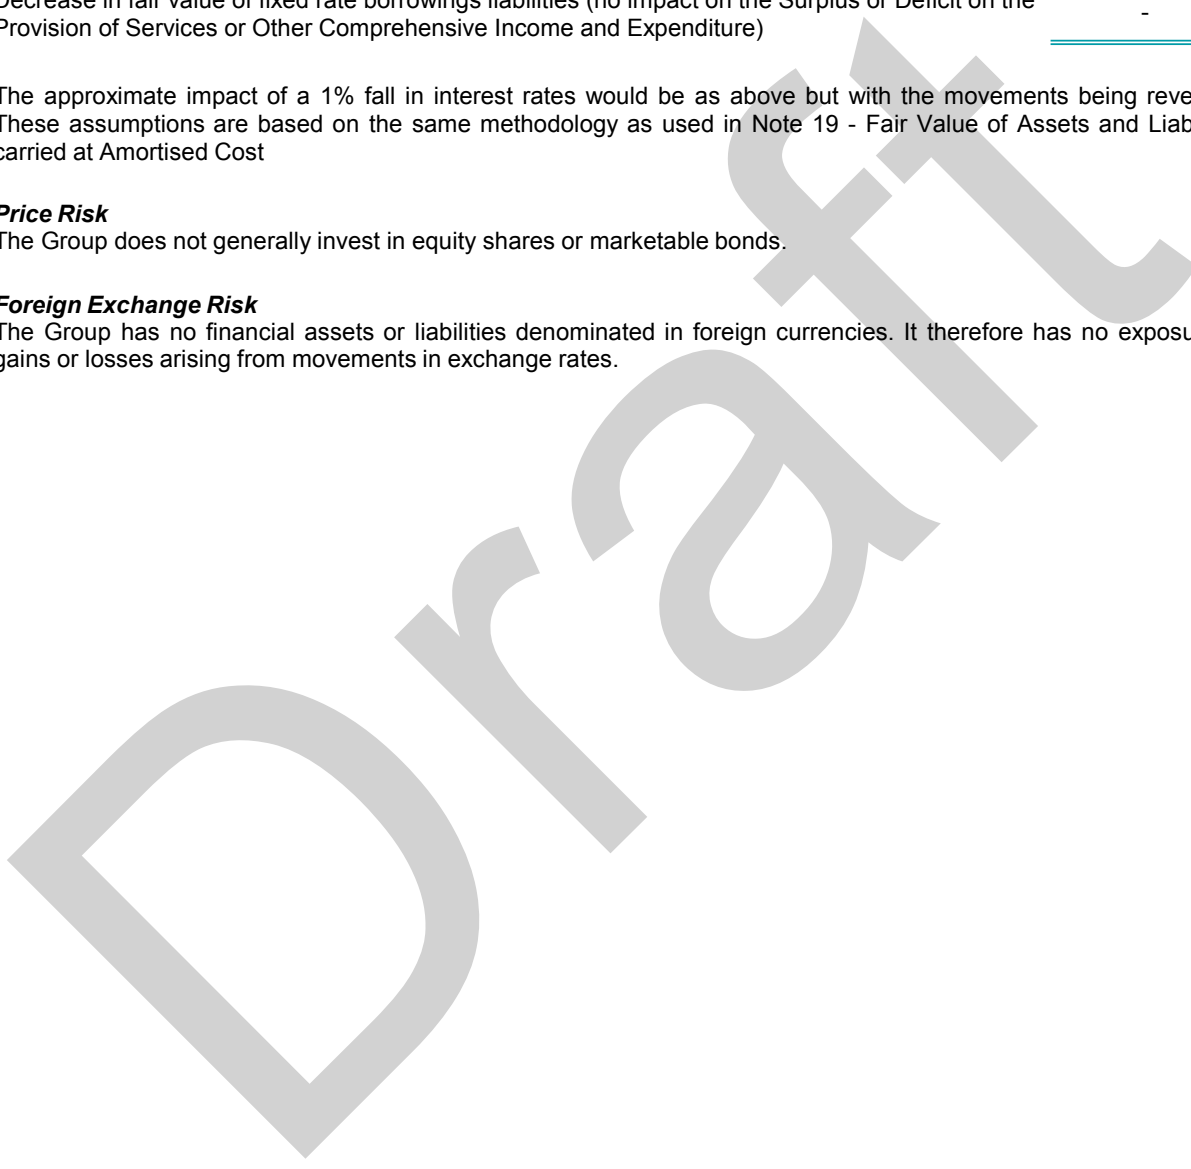 Decrease in fair value of fixed rate borrowings liabilities (no impact on the Surplus or Deficit on the
Provision of Services or Other Comprehensive Income and Expenditure) -
The approximate impact of a 1% fall in interest rates would be as above but with the movements being reve
These assumptions are based on the same methodology as used in Note 19 - Fair Value of Assets and Liab
carried at Amortised Cost
Price Risk
The Group does not generally invest in equity shares or marketable bonds.
Foreign Exchange Risk
The Group has no financial assets or liabilities denominated in foreign currencies. It therefore has no exposu
gains or losses arising from movements in exchange rates.
Draft